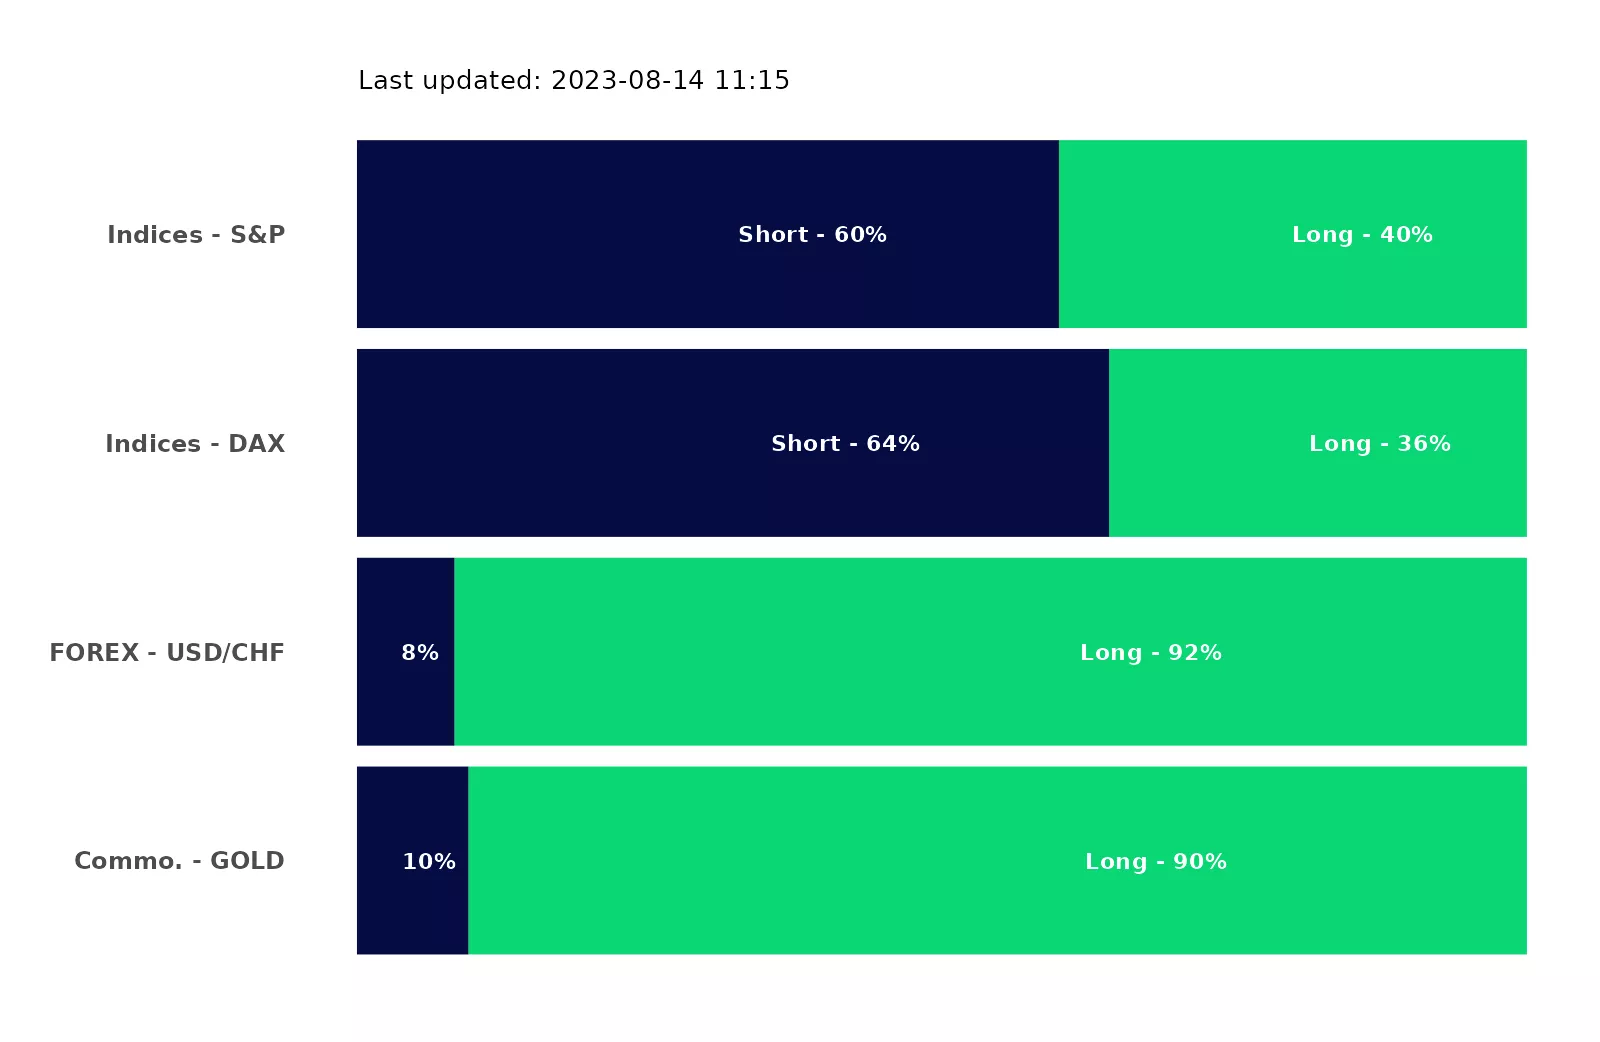 Last updated: 2023-08-14 11:15
Indices - S&P
Short - 60%
Long - 40%
Indices - DAX
Short - 64%
Long - 36%
FOREX - USD/CHF
8%
Long - 92%
Commo. - GOLD
10%
Long - 90%